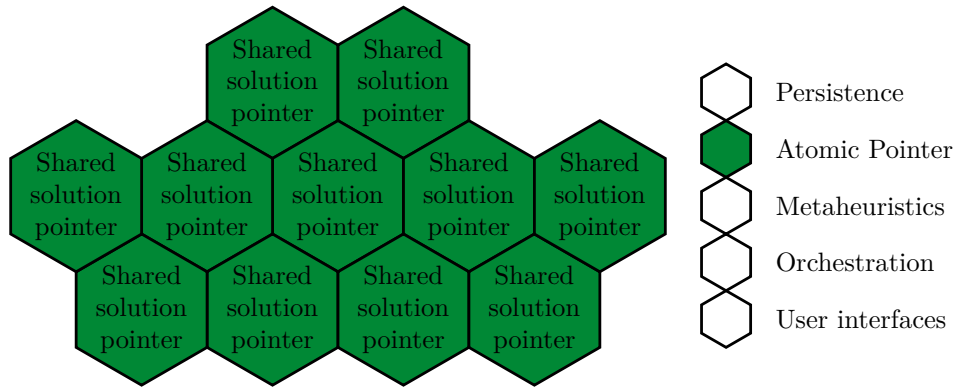 Shared
solution
pointer
Shared
solution
pointer
Shared
solution
pointer
Shared
solution
pointer
Shared
solution
pointer
Shared
solution
pointer
Shared
solution
pointer
Shared
solution
pointer
Shared
solution
pointer
Shared
solution
pointer
Shared
solution
pointer
Persistence
Atomic Pointer
Metaheuristics
Orchestration
User interfaces